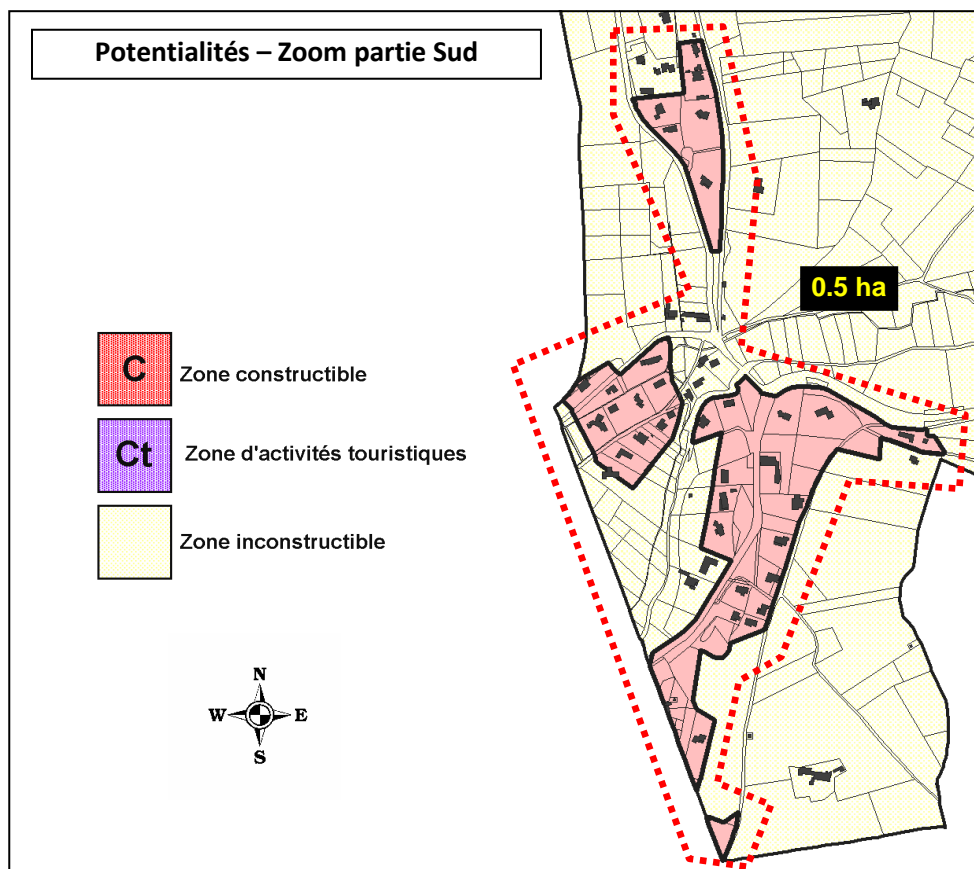 Potentialités – Zoom partie Sud
0.5 ha
C Zone constructible
Ct Zone d'activités touristiques
Zone inconstructible
N
W E
S